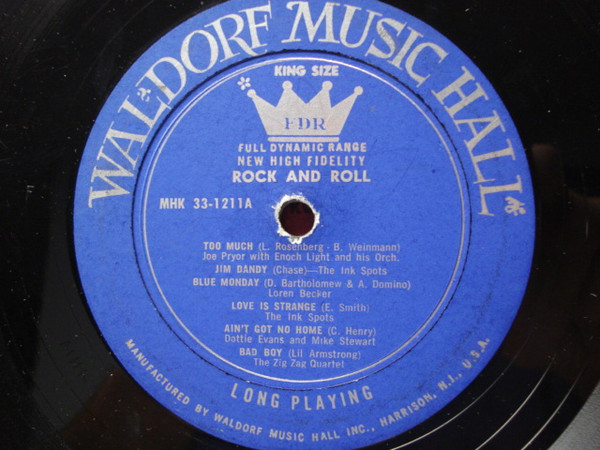 WALDORF MUSIC HALL
KING SIZE
FDR
FULL DYNAMIC RANGE
NEW HIGH FIDELITY
ROCK AND ROLL
MHK 33-1211A
TOO MUCH (L. Rosenberg - B. Weinmann)
Joe Pryor with Enoch Light and his Orch.
JIM DANDY (Chase)—The Ink Spots
BLUE MONDAY (D. Bartholomew & A. Domino)
Loren Becker
LOVE IS STRANGE (E. Smith)
The Ink Spots
AIN'T GOT NO HOME (C. Henry)
Dottie Evans and Mike Stewart
BAD BOY (Lil Armstrong)
The Zig Zag Quartet
LONG PLAYING
MANUFACTURED BY WALDORF MUSIC HALL INC., HARRISON, N.J., U.S.A.